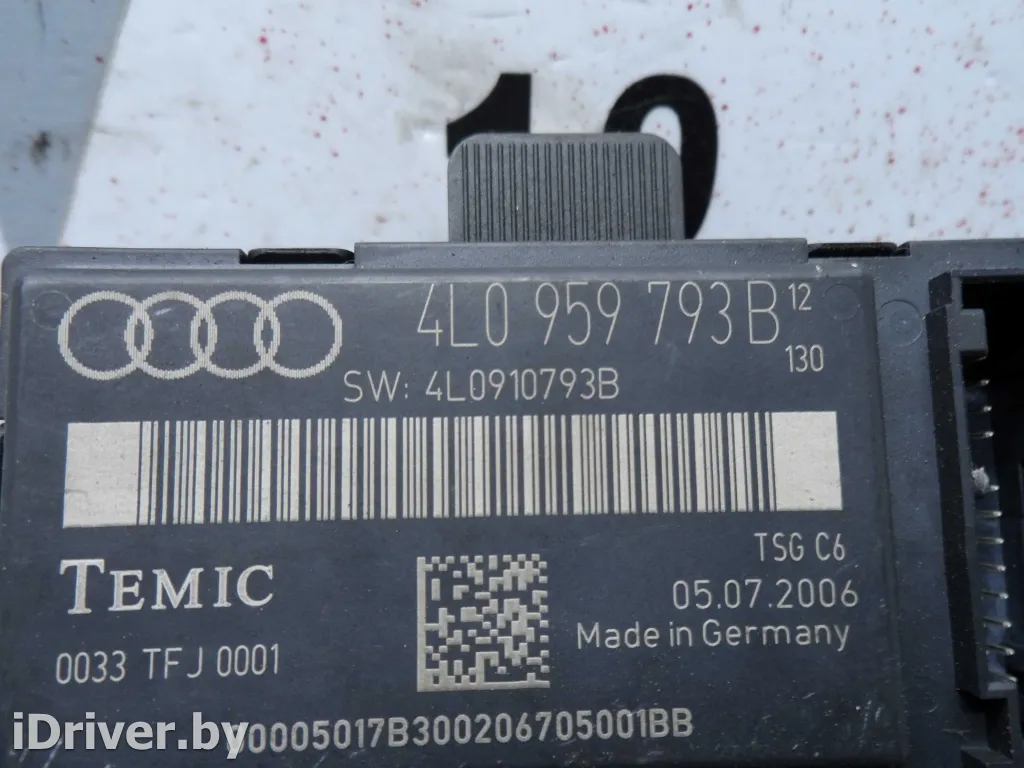 4L0 959 793B 12
130
SW: 4L0910793B
TEMIC
TSG C6
05.07.2006
Made in Germany
0033 TFJ 0001
0005017B300206705001BB
iDriver.by